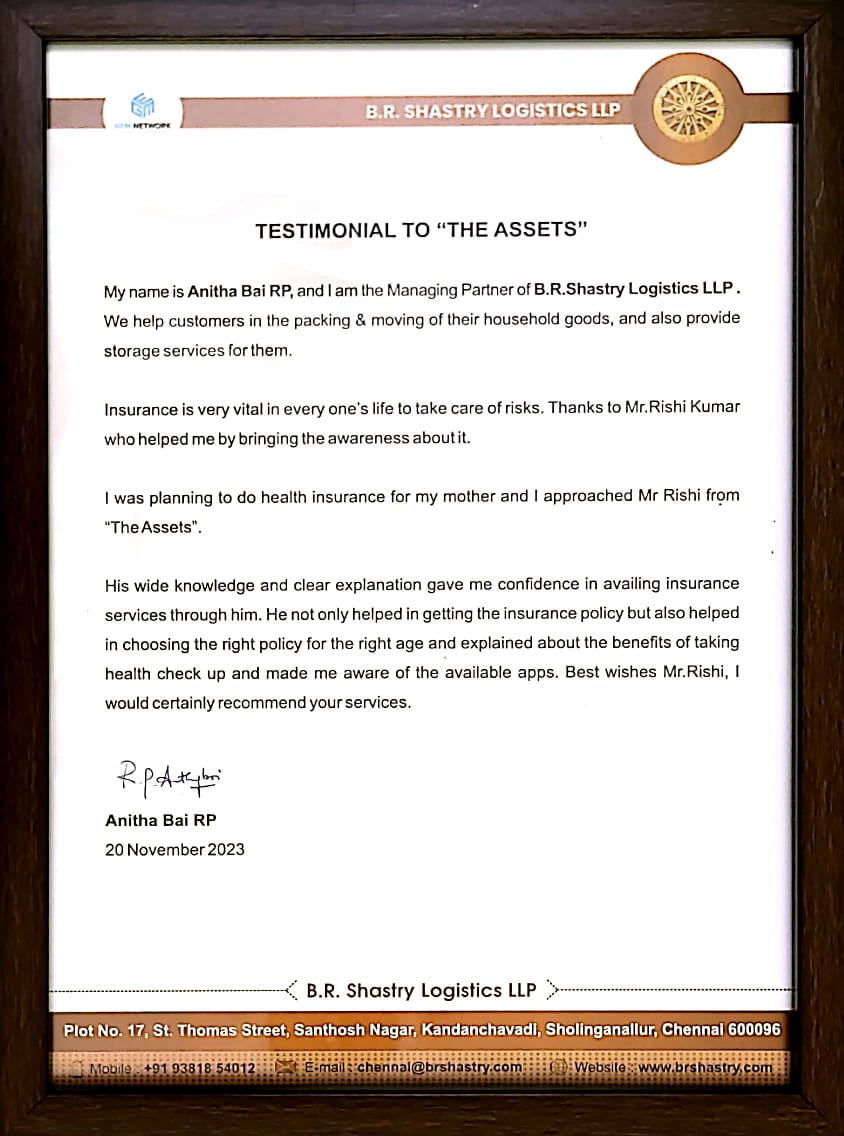 NETWORK
B.R. SHASTRY LOGISTICS LLP
TESTIMONIAL TO “THE ASSETS”
My name is Anitha Bai RP, and I am the Managing Partner of B.R.Shastry Logistics LLP .
We help customers in the packing & moving of their household goods, and also provide
storage services for them.
Insurance is very vital in every one's life to take care of risks. Thanks to Mr.Rishi Kumar
who helped me by bringing the awareness about it.
I was planning to do health insurance for my mother and I approached Mr Rishi from
“The Assets”.
His wide knowledge and clear explanation gave me confidence in availing insurance
services through him. He not only helped in getting the insurance policy but also helped
in choosing the right policy for the right age and explained about the benefits of taking
health check up and made me aware of the available apps. Best wishes Mr.Rishi, I
would certainly recommend your services.
Anitha Bai RP
20 November 2023
B.R. Shastry Logistics LLP
Plot No. 17, St. Thomas Street, Santhosh Nagar, Kandanchavadi, Sholinganallur, Chennai 600096
Mobile : +91 93818 54012 E-mail : chennai@brshastry.com Website : www.brshastry.com